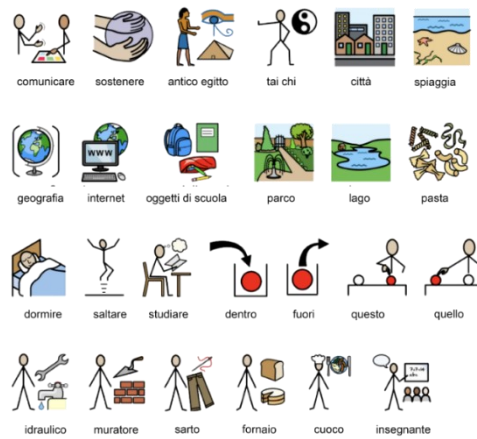 comunicare sostenere antico egitto tai chi città spiaggia
www
geografia internet oggetti di scuola parco lago pasta
dormire saltare studiare dentro fuori questo quello
idraulico muratore sarto fornaio cuoco insegnante